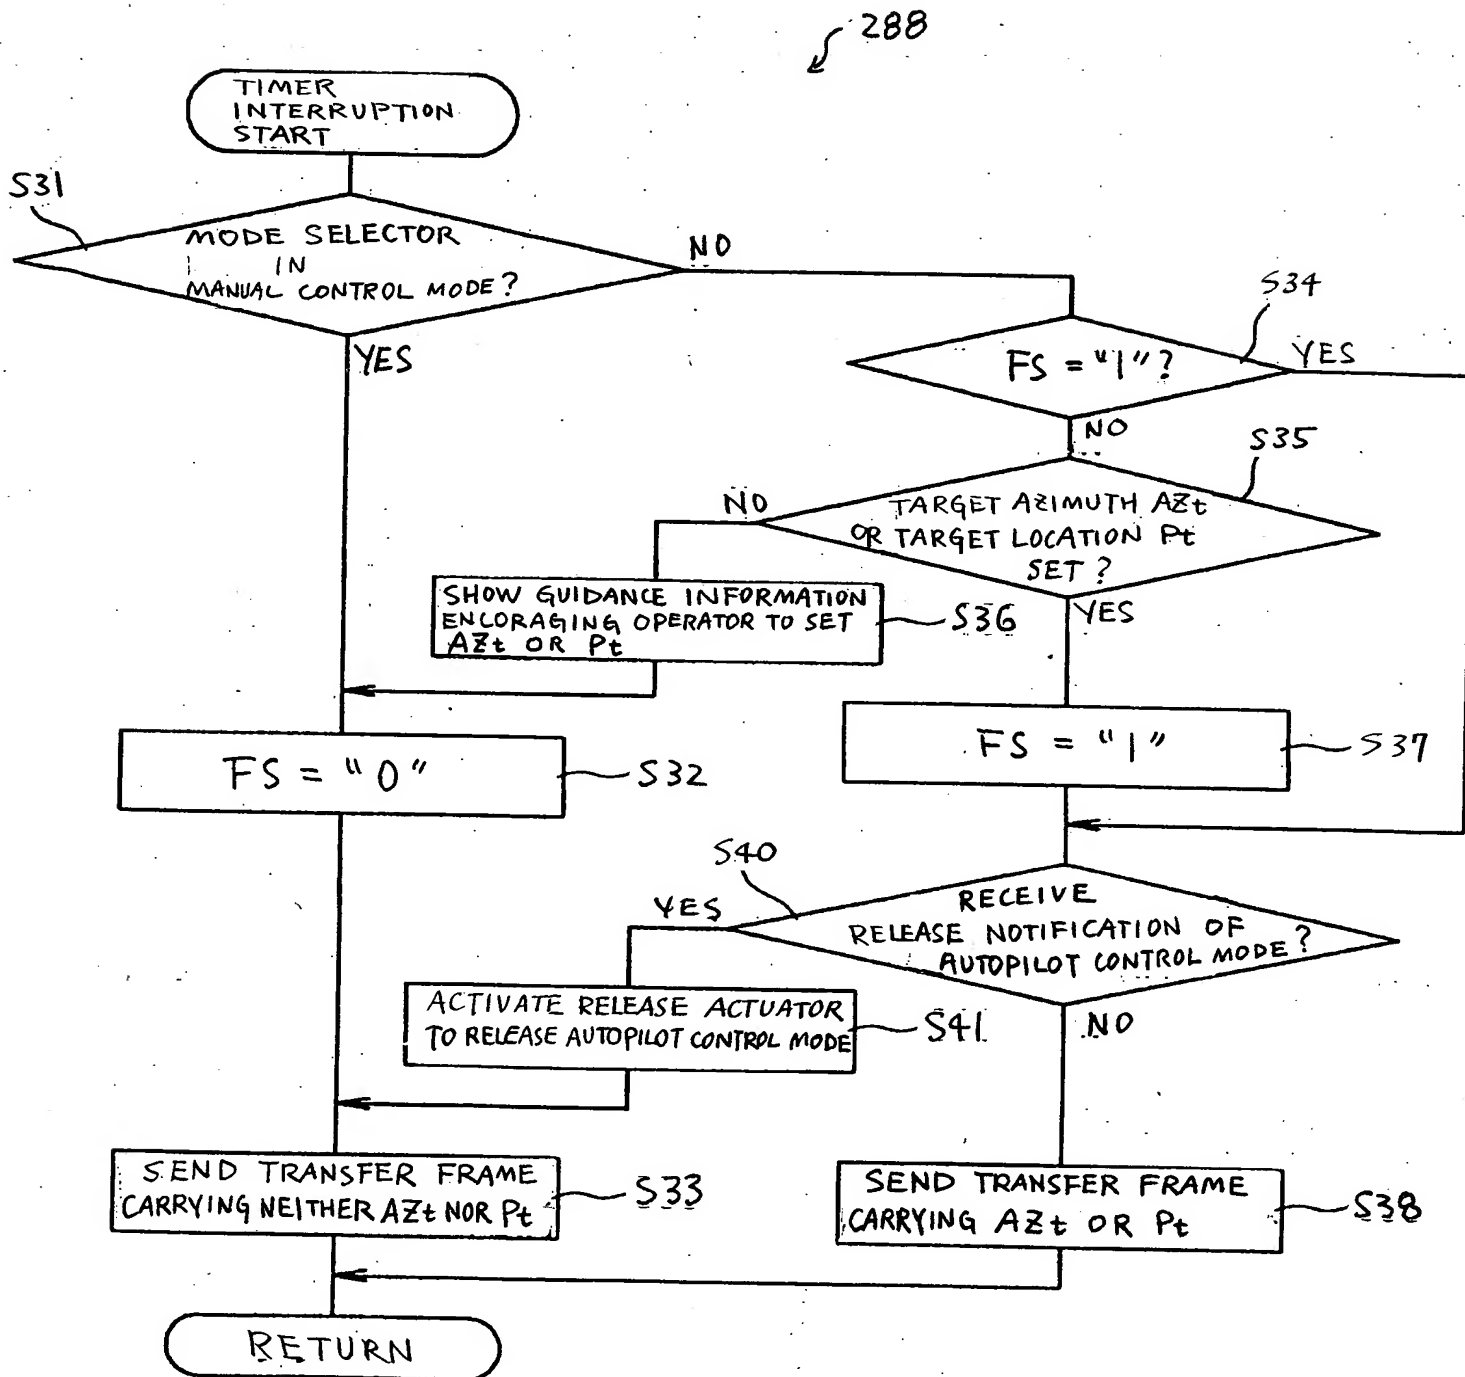 288
TIMER
INTERRUPTION
START
S31
MODE SELECTOR
IN
MANUAL CONTROL MODE?
NO
YES
S34
FS = "1"?
YES
NO
S35
TARGET AZIMUTH AZt
OR TARGET LOCATION Pt
SET?
NO
YES
SHOW GUIDANCE INFORMATION
ENCORAGING OPERATOR TO SET
AZt OR Pt
S36
FS = "0"
S32
FS = "1"
S37
S40
RECEIVE
RELEASE NOTIFICATION OF
AUTOPILOT CONTROL MODE?
YES
NO
ACTIVATE RELEASE ACTUATOR
TO RELEASE AUTOPILOT CONTROL MODE
S41
SEND TRANSFER FRAME
CARRYING NEITHER AZt NOR Pt
S33
SEND TRANSFER FRAME
CARRYING AZt OR Pt
S38
RETURN